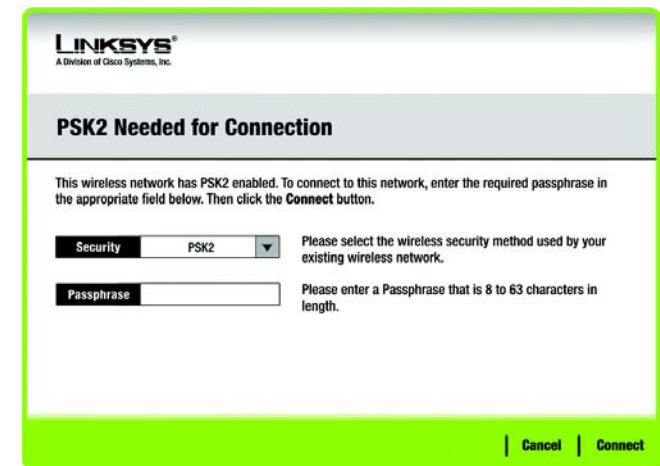 LINKSYS®
A Division of Cisco Systems, Inc.
PSK2 Needed for Connection
This wireless network has PSK2 enabled. To connect to this network, enter the required passphrase in
the appropriate field below. Then click the Connect button.
Security PSK2 Please select the wireless security method used by your
existing wireless network.
Passphrase Please enter a Passphrase that is 8 to 63 characters in
length.
Cancel Connect